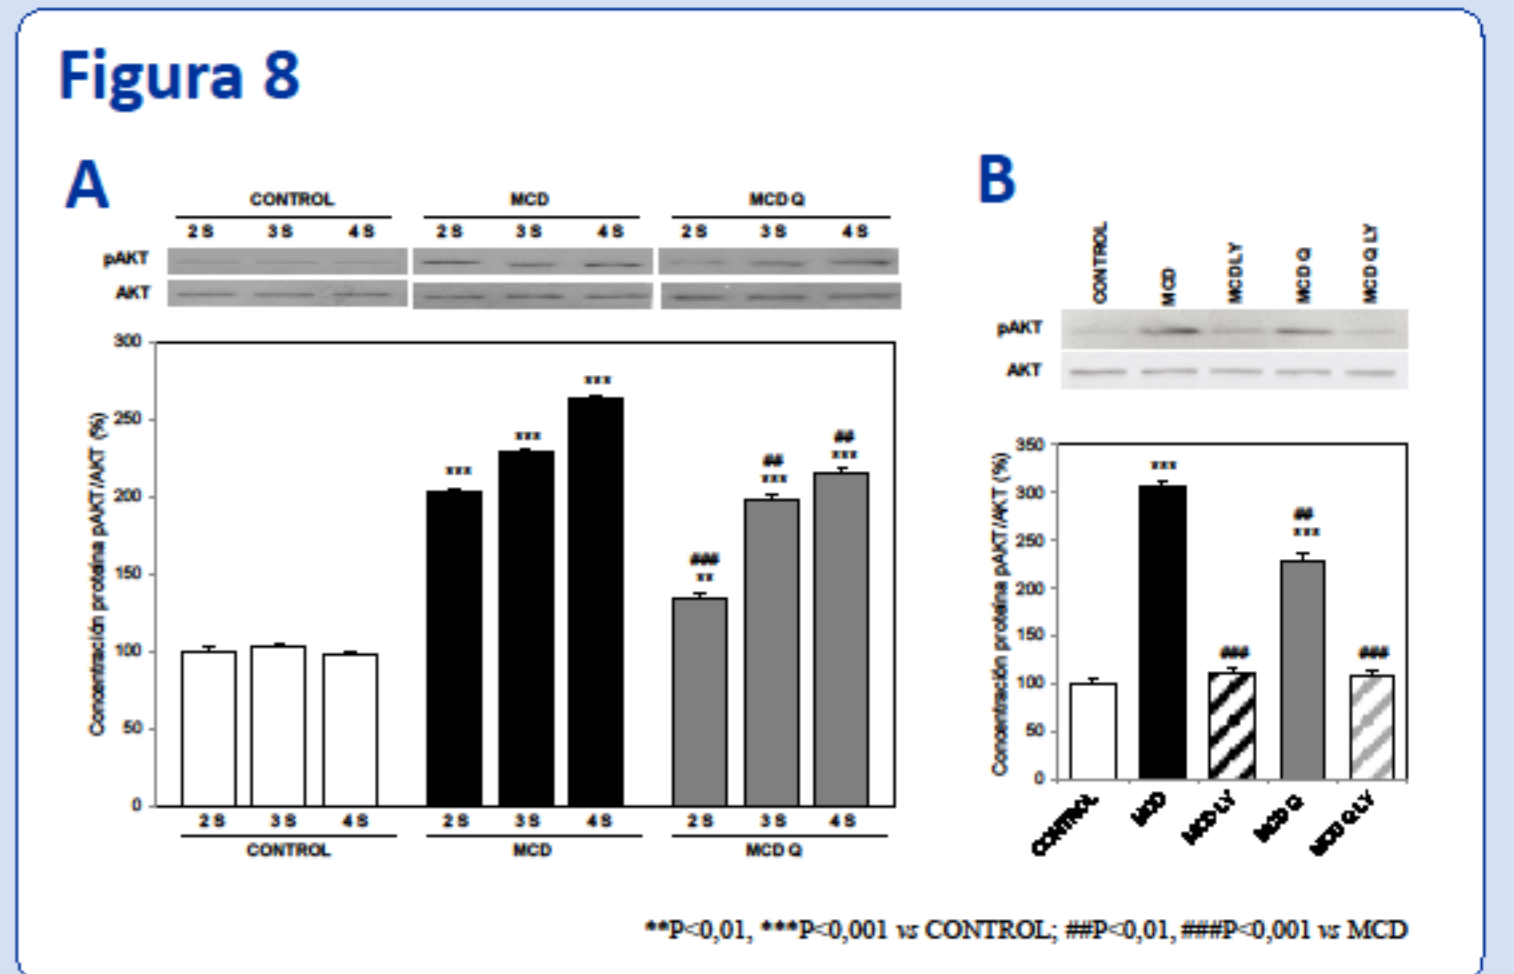 Figura 8
A
CONTROL MCD MCD Q
2 S 3 S 4 S 2 S 3 S 4 S 2 S 3 S 4 S
pAKT
AKT
Concentración proteína pAKT/AKT (%)
300
250
200
150
100
50
0
*** *** ***
### ## ##
** *** ***
2 S 3 S 4 S 2 S 3 S 4 S 2 S 3 S 4 S
CONTROL MCD MCD Q
B
CONTROL MCD MCD LY MCD Q MCD Q LY
pAKT
AKT
Concentración proteína pAKT/AKT (%)
350
300
250
200
150
100
50
0
***
###
##
***
###
CONTROL MCD MCD LY MCD Q MCD Q LY
**P<0,01, ***P<0,001 vs CONTROL; ##P<0,01, ###P<0,001 vs MCD